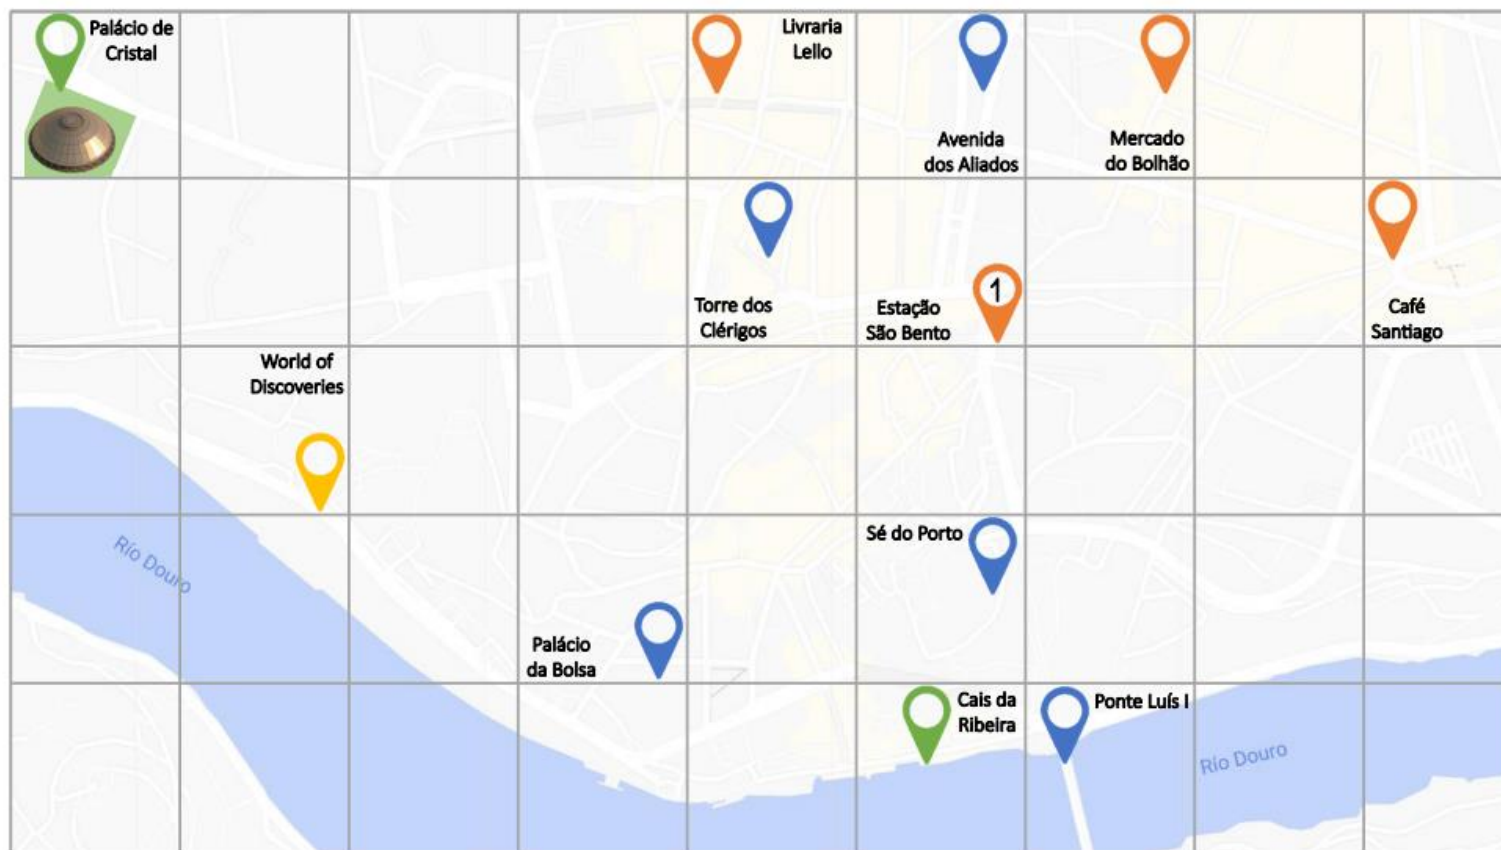 Palácio de
Cristal
Livraria
Lello
Avenida
dos Aliados
Mercado
do Bolhão
Torre dos
Clérigos
Estação
São Bento
1
Café
Santiago
World of
Discoveries
Río Douro
Sé do Porto
Palácio
da Bolsa
Cais da
Ribeira
Ponte Luís I
Río Douro